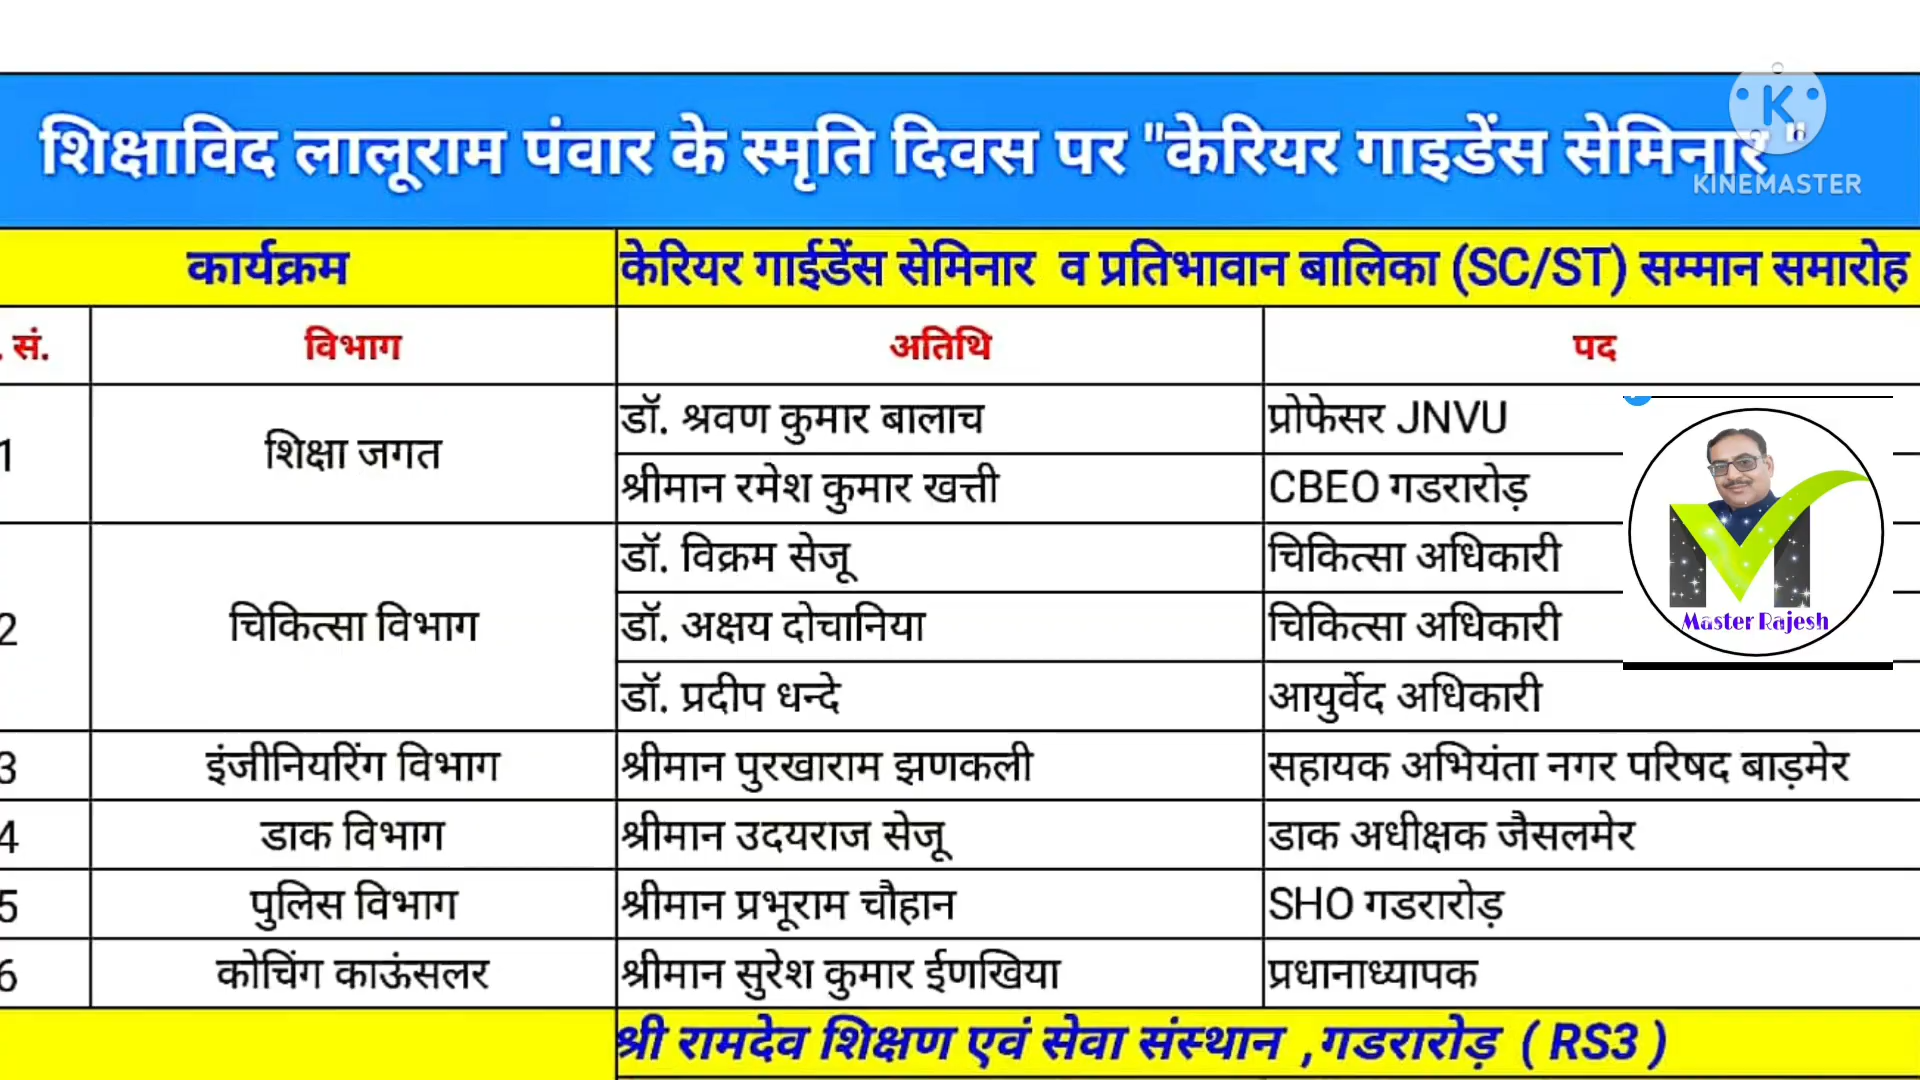 शिक्षाविद लालूराम पंवार के स्मृति दिवस पर "केरियर गाइडेंस सेमिनार "
KINEMASTER
कार्यक्रम केरियर गाईडेंस सेमिनार व प्रतिभावान बालिका (SC/ST) सम्मान समारोह
. सं. विभाग अतिथि पद
1 शिक्षा जगत डॉ. श्रवण कुमार बालाच प्रोफेसर JNVU
श्रीमान रमेश कुमार खत्ती CBEO गडरारोड़
2 चिकित्सा विभाग डॉ. विक्रम सेजू चिकित्सा अधिकारी
डॉ. अक्षय दोचानिया चिकित्सा अधिकारी
डॉ. प्रदीप धन्दे आयुर्वेद अधिकारी
Master Rajesh
3 इंजीनियरिंग विभाग श्रीमान पुरखाराम झणकली सहायक अभियंता नगर परिषद बाड़मेर
4 डाक विभाग श्रीमान उदयराज सेजू डाक अधीक्षक जैसलमेर
5 पुलिस विभाग श्रीमान प्रभूराम चौहान SHO गडरारोड़
6 कोचिंग काऊंसलर श्रीमान सुरेश कुमार ईणखिया प्रधानाध्यापक
श्री रामदेव शिक्षण एवं सेवा संस्थान ,गडरारोड़ ( RS3 )